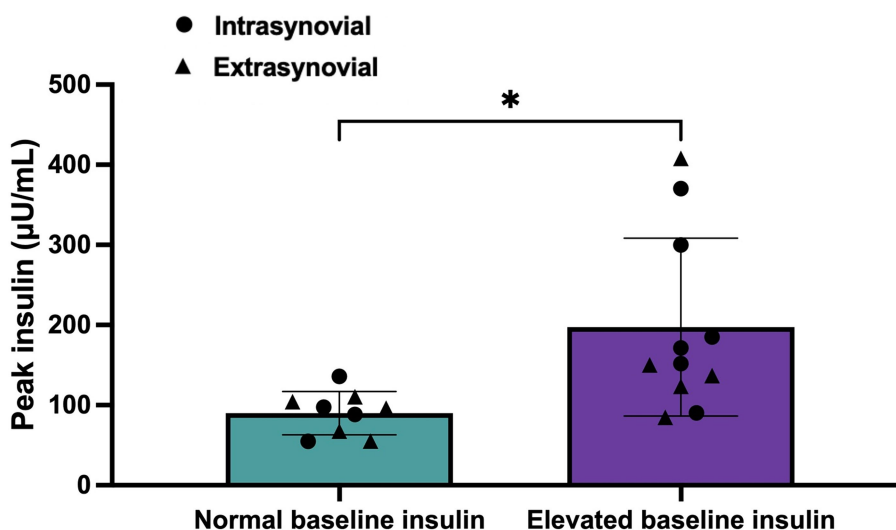 Intrasynovial
Extrasynovial
*
Peak insulin (µU/mL)
500
400
300
200
100
0
Normal baseline insulin
Elevated baseline insulin